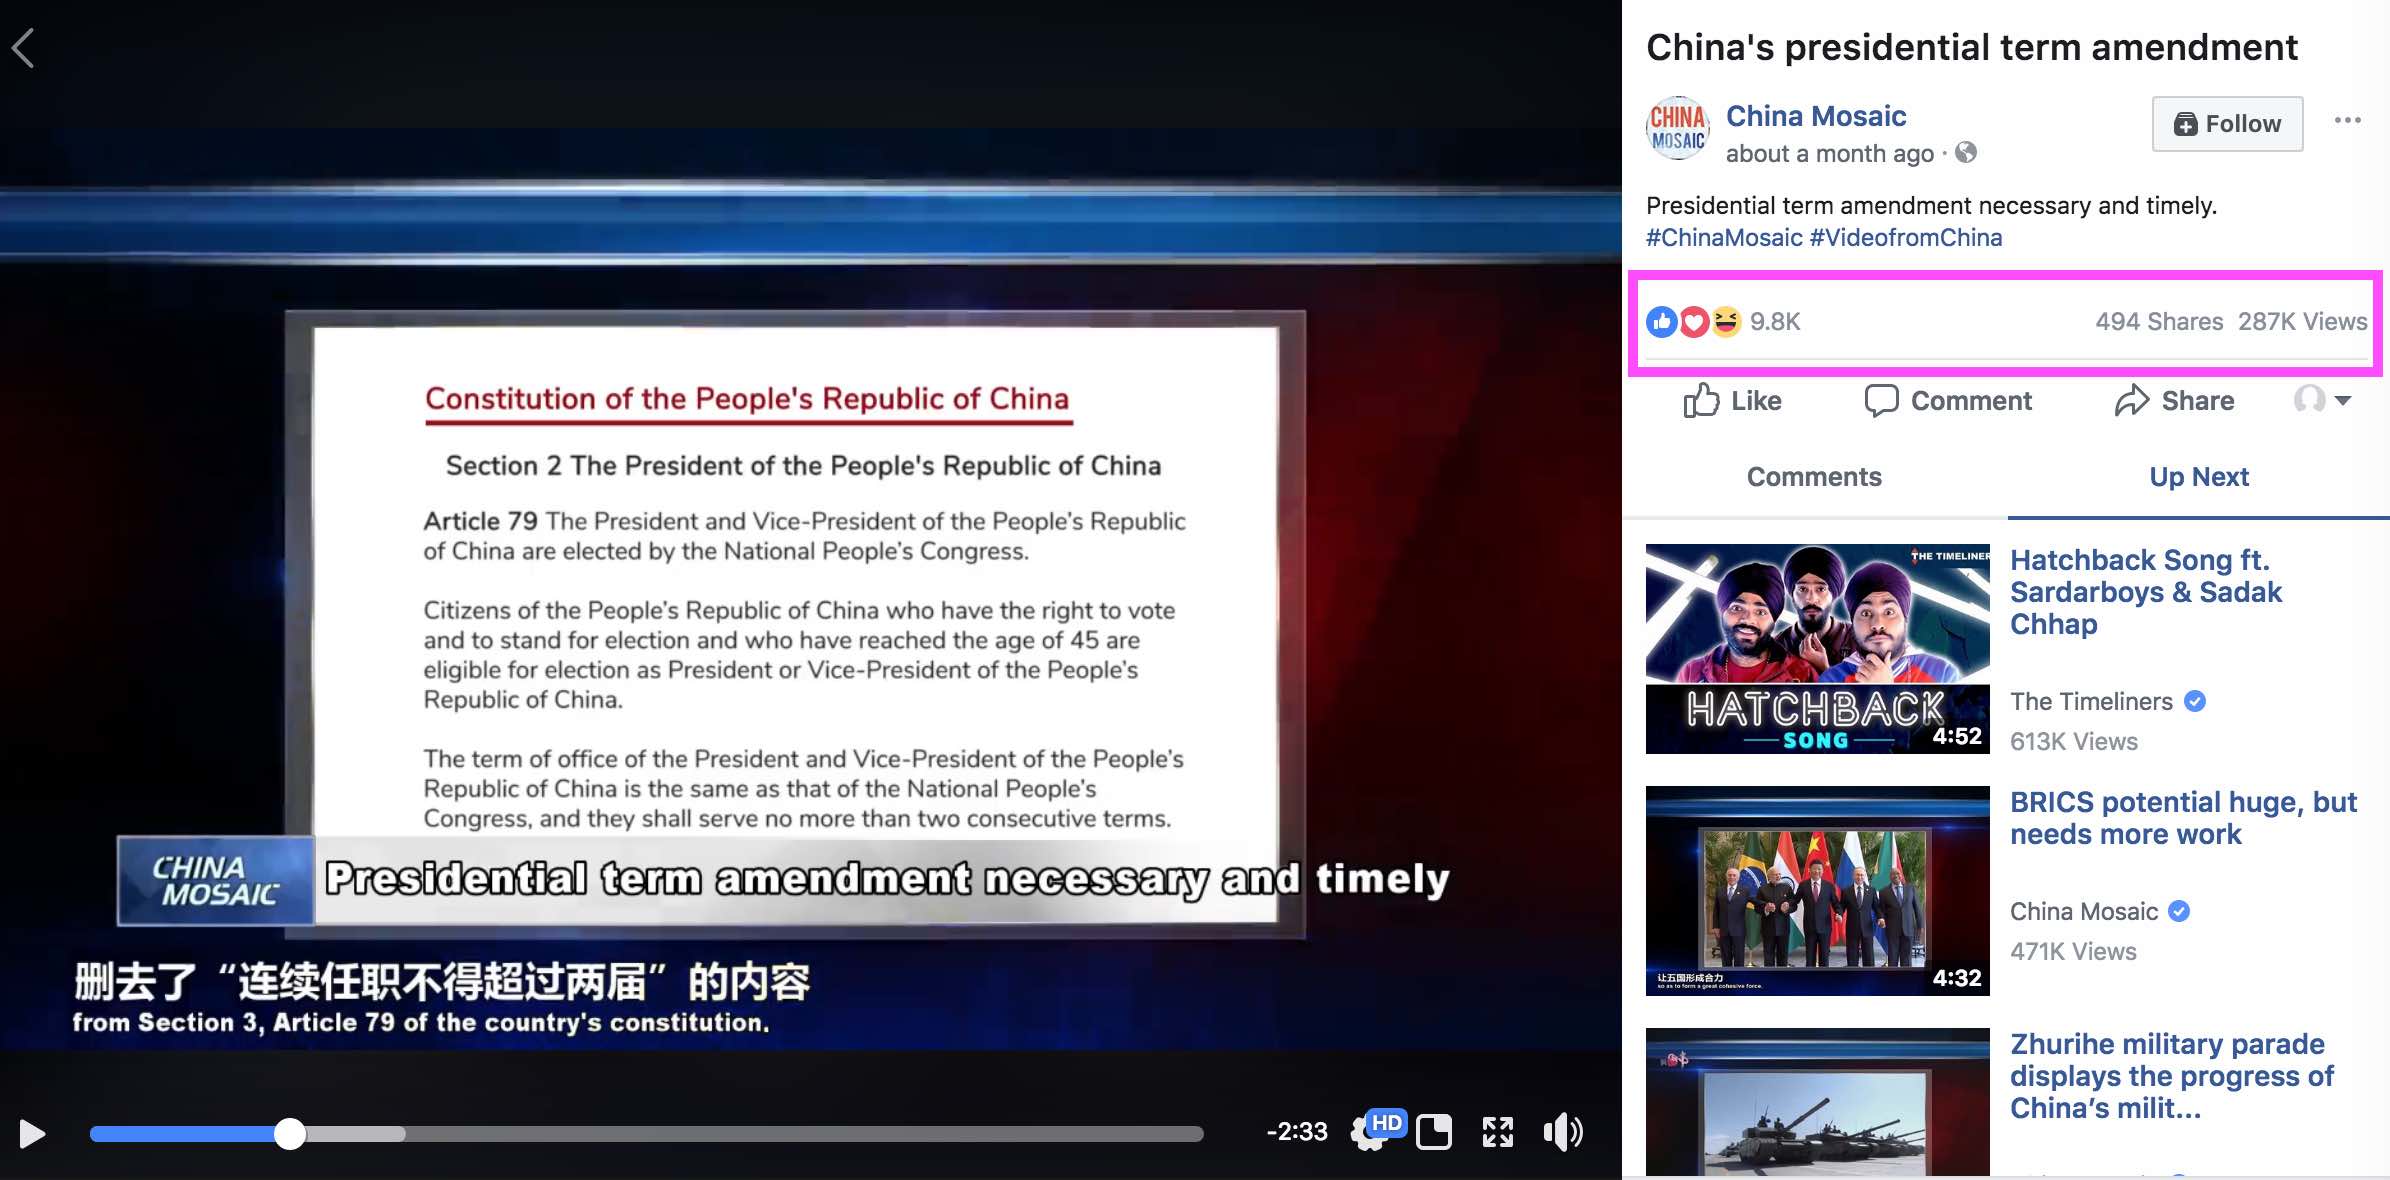 China's presidential term amendment
CHINA
MOSAIC
China Mosaic
about a month ago ·
Follow
Presidential term amendment necessary and timely.
#ChinaMosaic #VideofromChina
9.8K
494 Shares 287K Views
Like
Comment
Share
Comments
Up Next
THE TIMELINER
HATCHBACK
SONG
4:52
Hatchback Song ft.
Sardarboys & Sadak
Chhap
The Timeliners
613K Views
让五国形成合力
so as to form a great cohesive force.
4:32
BRICS potential huge, but
needs more work
China Mosaic
471K Views
Zhurihe military parade
displays the progress of
China's milit...
Constitution of the People's Republic of China
Section 2 The President of the People's Republic of China
Article 79 The President and Vice-President of the People's Republic
of China are elected by the National People's Congress.
Citizens of the People's Republic of China who have the right to vote
and to stand for election and who have reached the age of 45 are
eligible for election as President or Vice-President of the People's
Republic of China.
The term of office of the President and Vice-President of the People's
Republic of China is the same as that of the National People's
Congress, and they shall serve no more than two consecutive terms.
CHINA
MOSAIC
Presidential term amendment necessary and timely
删去了“连续任职不得超过两届”的内容
from Section 3, Article 79 of the country's constitution.
-2:33
HD